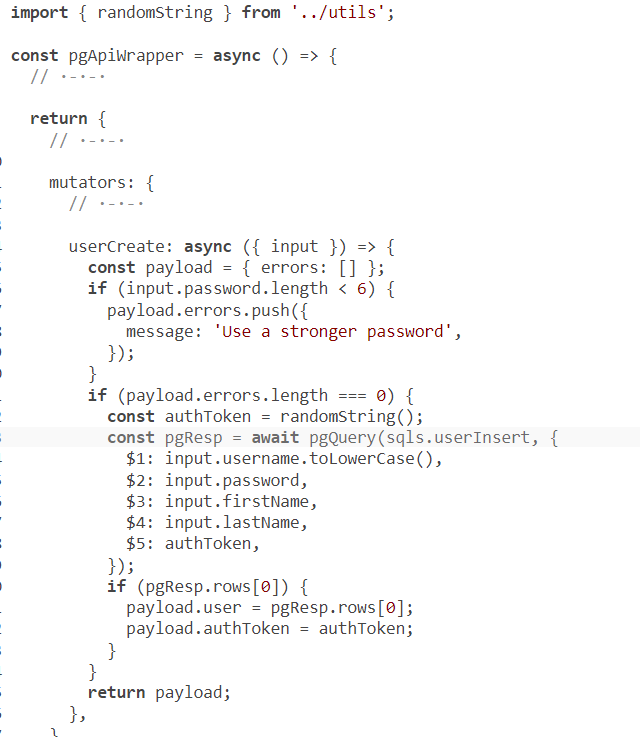 import { randomString } from '../utils';
const pgApiWrapper = async () => {
// ·-·-·
return {
// ·-·-·
mutators: {
// ·-·-·
userCreate: async ({ input }) => {
const payload = { errors: [] };
if (input.password.length < 6) {
payload.errors.push({
message: 'Use a stronger password',
});
}
if (payload.errors.length === 0) {
const authToken = randomString();
const pgResp = await pgQuery(sqls.userInsert, {
$1: input.username.toLowerCase(),
$2: input.password,
$3: input.firstName,
$4: input.lastName,
$5: authToken,
});
if (pgResp.rows[0]) {
payload.user = pgResp.rows[0];
payload.authToken = authToken;
}
}
return payload;
},